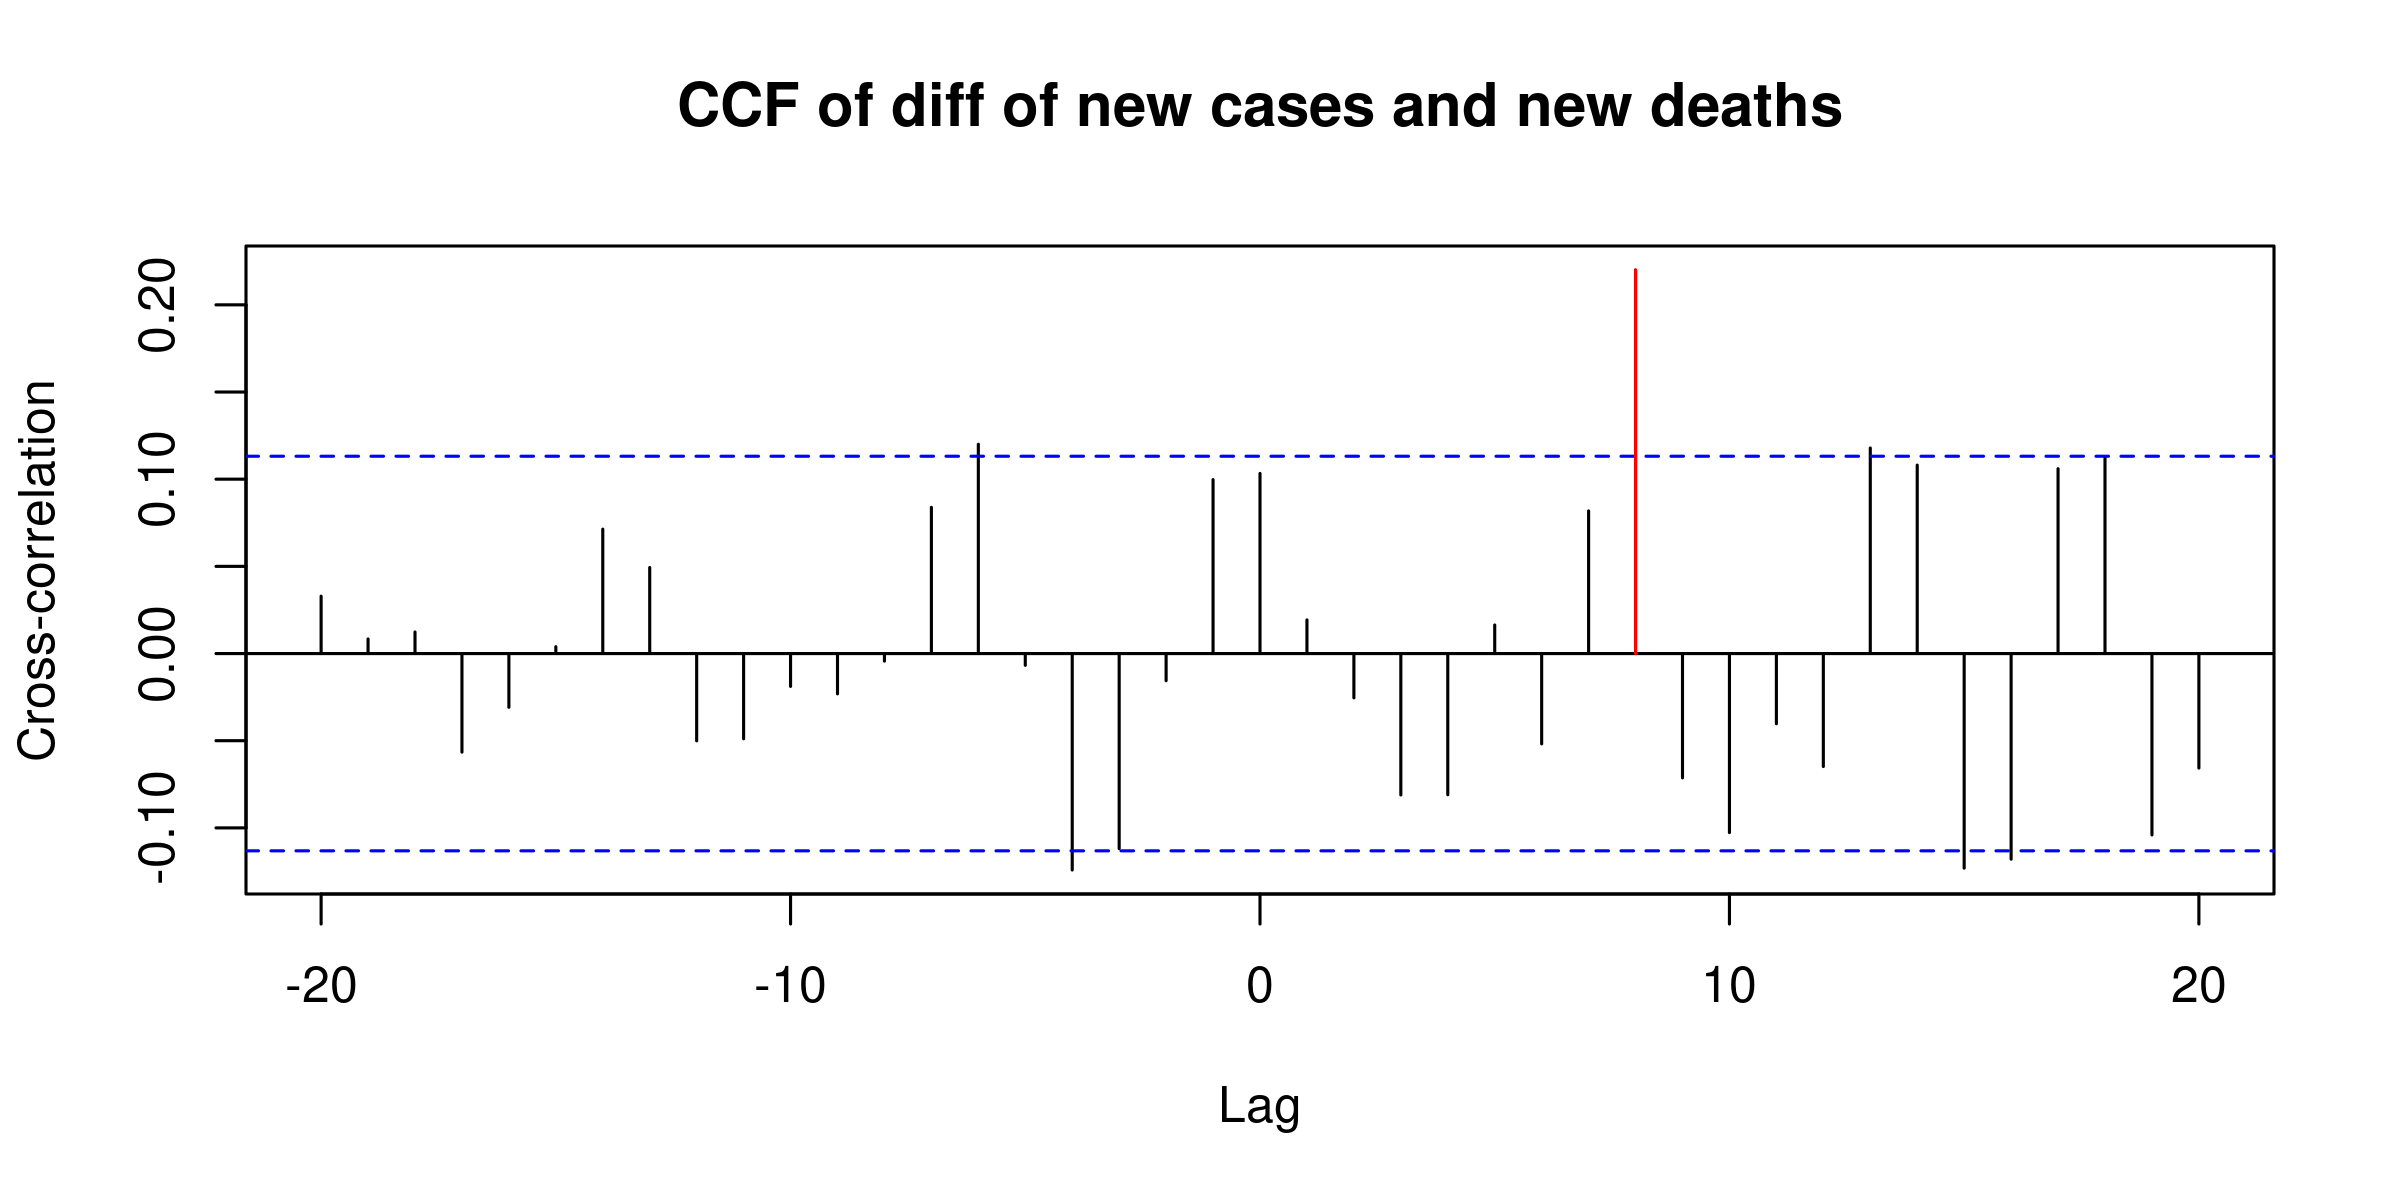 CCF of diff of new cases and new deaths
Cross-correlation
0.20
0.10
0.00
-0.10
-20 -10 0 10 20
Lag